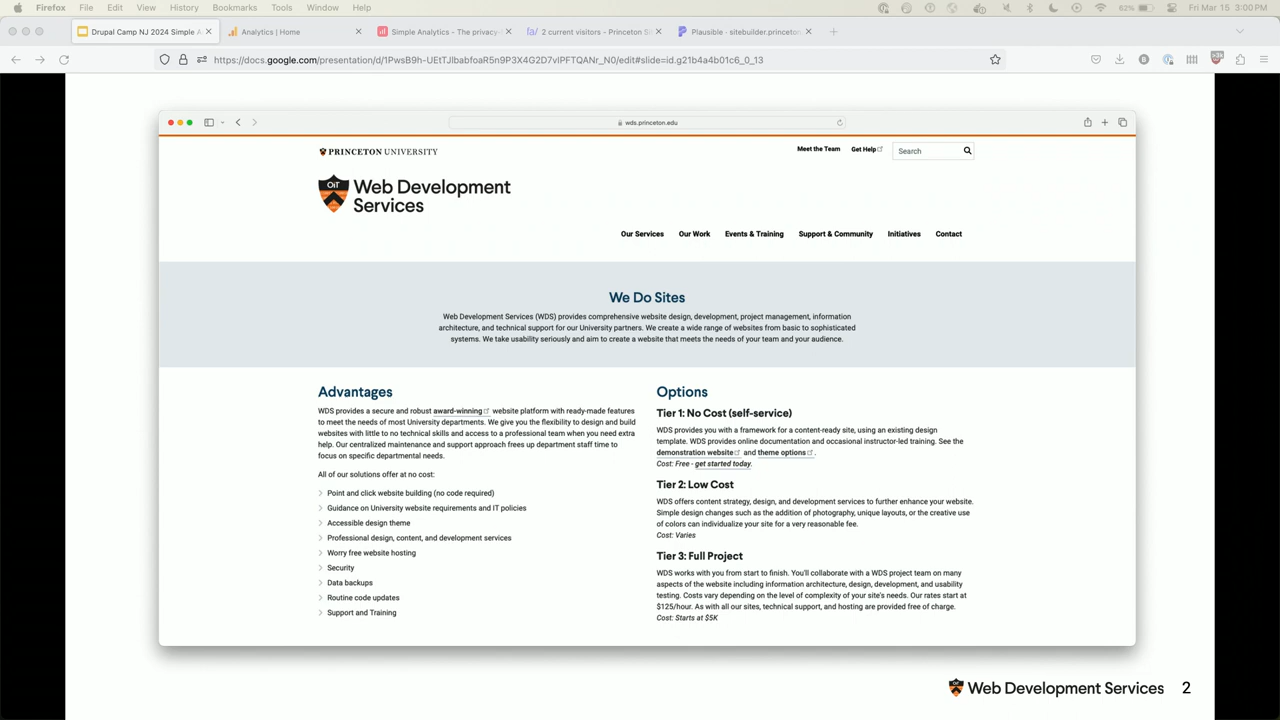 Firefox File Edit View History Bookmarks Tools Window Help 62% Fri Mar 15 3:00 PM
Drupal Camp NJ 2024 Simple A Analytics | Home Simple Analytics - The privacy- 2 current visitors - Princeton S Plausible - sitebuilder.princeton
https://docs.google.com/presentation/d/1PwsB9h-UEtTJlbabfoaR5n9P3X4G2D7vIPFTQANr_N0/edit#slide=id.g21b4a4b01c6_0_13
wds.princeton.edu
PRINCETON UNIVERSITY Meet the Team Get Help Search
OIT Web Development
Services
Our Services Our Work Events & Training Support & Community Initiatives Contact
We Do Sites
Web Development Services (WDS) provides comprehensive website design, development, project management, information
architecture, and technical support for our University partners. We create a wide range of websites from basic to sophisticated
systems. We take usability seriously and aim to create a website that meets the needs of your team and your audience.
Advantages
WDS provides a secure and robust award-winning website platform with ready-made features
to meet the needs of most University departments. We give you the flexibility to design and build
websites with little to no technical skills and access to a professional team when you need extra
help. Our centralized maintenance and support approach frees up department staff time to
focus on specific departmental needs.
All of our solutions offer at no cost:
Point and click website building (no code required)
Guidance on University website requirements and IT policies
Accessible design theme
Professional design, content, and development services
Worry free website hosting
Security
Data backups
Routine code updates
Support and Training
Options
Tier 1: No Cost (self-service)
WDS provides you with a framework for a content-ready site, using an existing design
template. WDS provides online documentation and occasional instructor-led training. See the
demonstration website and theme options.
Cost: Free - get started today.
Tier 2: Low Cost
WDS offers content strategy, design, and development services to further enhance your website.
Simple design changes such as the addition of photography, unique layouts, or the creative use
of colors can individualize your site for a very reasonable fee.
Cost: Varies
Tier 3: Full Project
WDS works with you from start to finish. You'll collaborate with a WDS project team on many
aspects of the website including information architecture, design, development, and usability
testing. Costs vary depending on the level of complexity of your site's needs. Our rates start at
$125/hour. As with all our sites, technical support, and hosting are provided free of charge.
Cost: Starts at $5K
Web Development Services 2